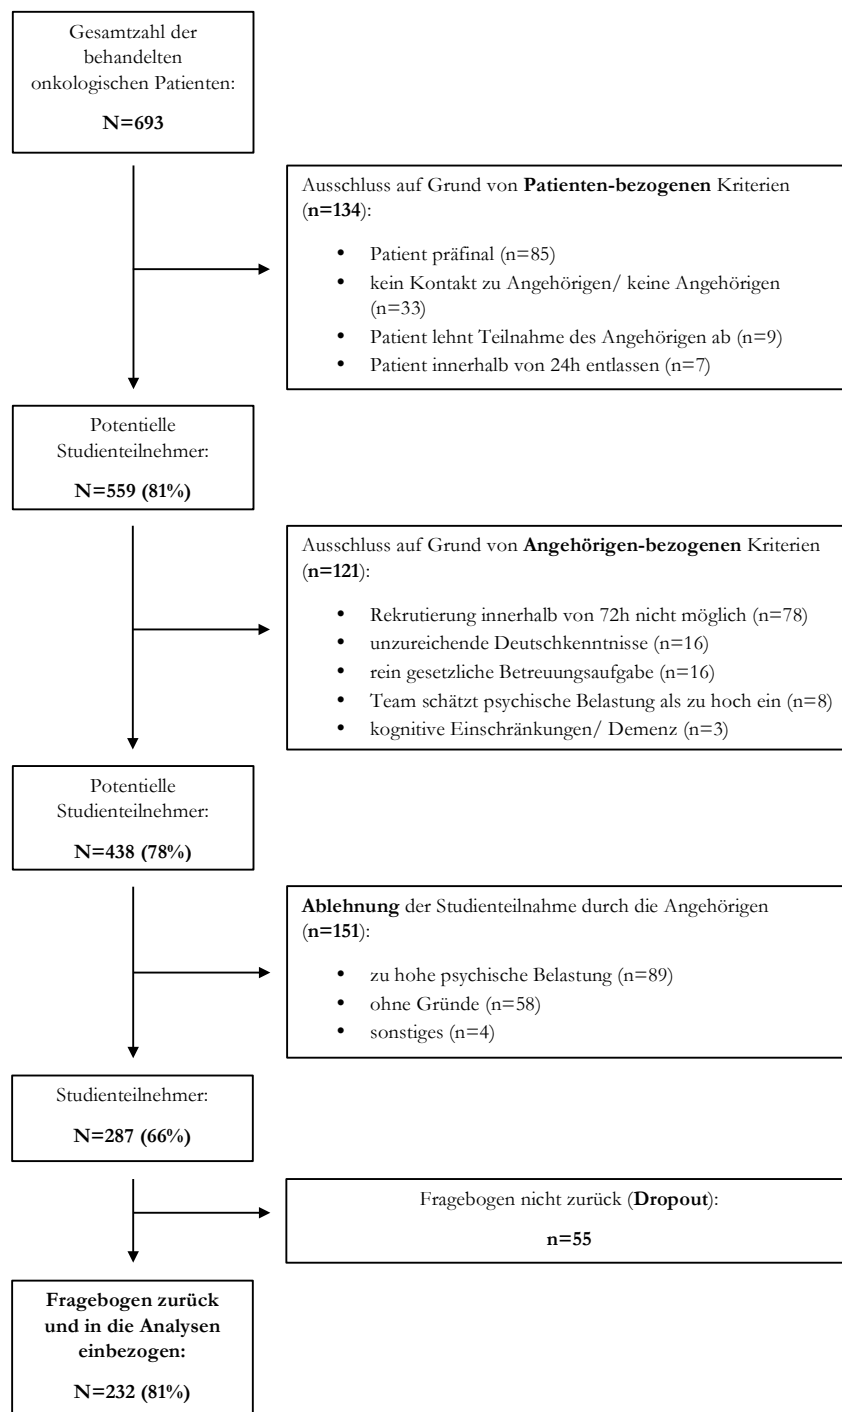 Gesamtzahl der
behandelten
onkologischen Patienten:
N=693
Ausschluss auf Grund von Patienten-bezogenen Kriterien
(n=134):
• Patient präfinal (n=85)
• kein Kontakt zu Angehörigen/ keine Angehörigen
(n=33)
• Patient lehnt Teilnahme des Angehörigen ab (n=9)
• Patient innerhalb von 24h entlassen (n=7)
Potentielle
Studienteilnehmer:
N=559 (81%)
Ausschluss auf Grund von Angehörigen-bezogenen Kriterien
(n=121):
• Rekrutierung innerhalb von 72h nicht möglich (n=78)
• unzureichende Deutschkenntnisse (n=16)
• rein gesetzliche Betreuungsaufgabe (n=16)
• Team schätzt psychische Belastung als zu hoch ein (n=8)
• kognitive Einschränkungen/ Demenz (n=3)
Potentielle
Studienteilnehmer:
N=438 (78%)
Ablehnung der Studienteilnahme durch die Angehörigen
(n=151):
• zu hohe psychische Belastung (n=89)
• ohne Gründe (n=58)
• sonstiges (n=4)
Studienteilnehmer:
N=287 (66%)
Fragebogen nicht zurück (Dropout):
n=55
Fragebogen zurück
und in die Analysen
einbezogen:
N=232 (81%)